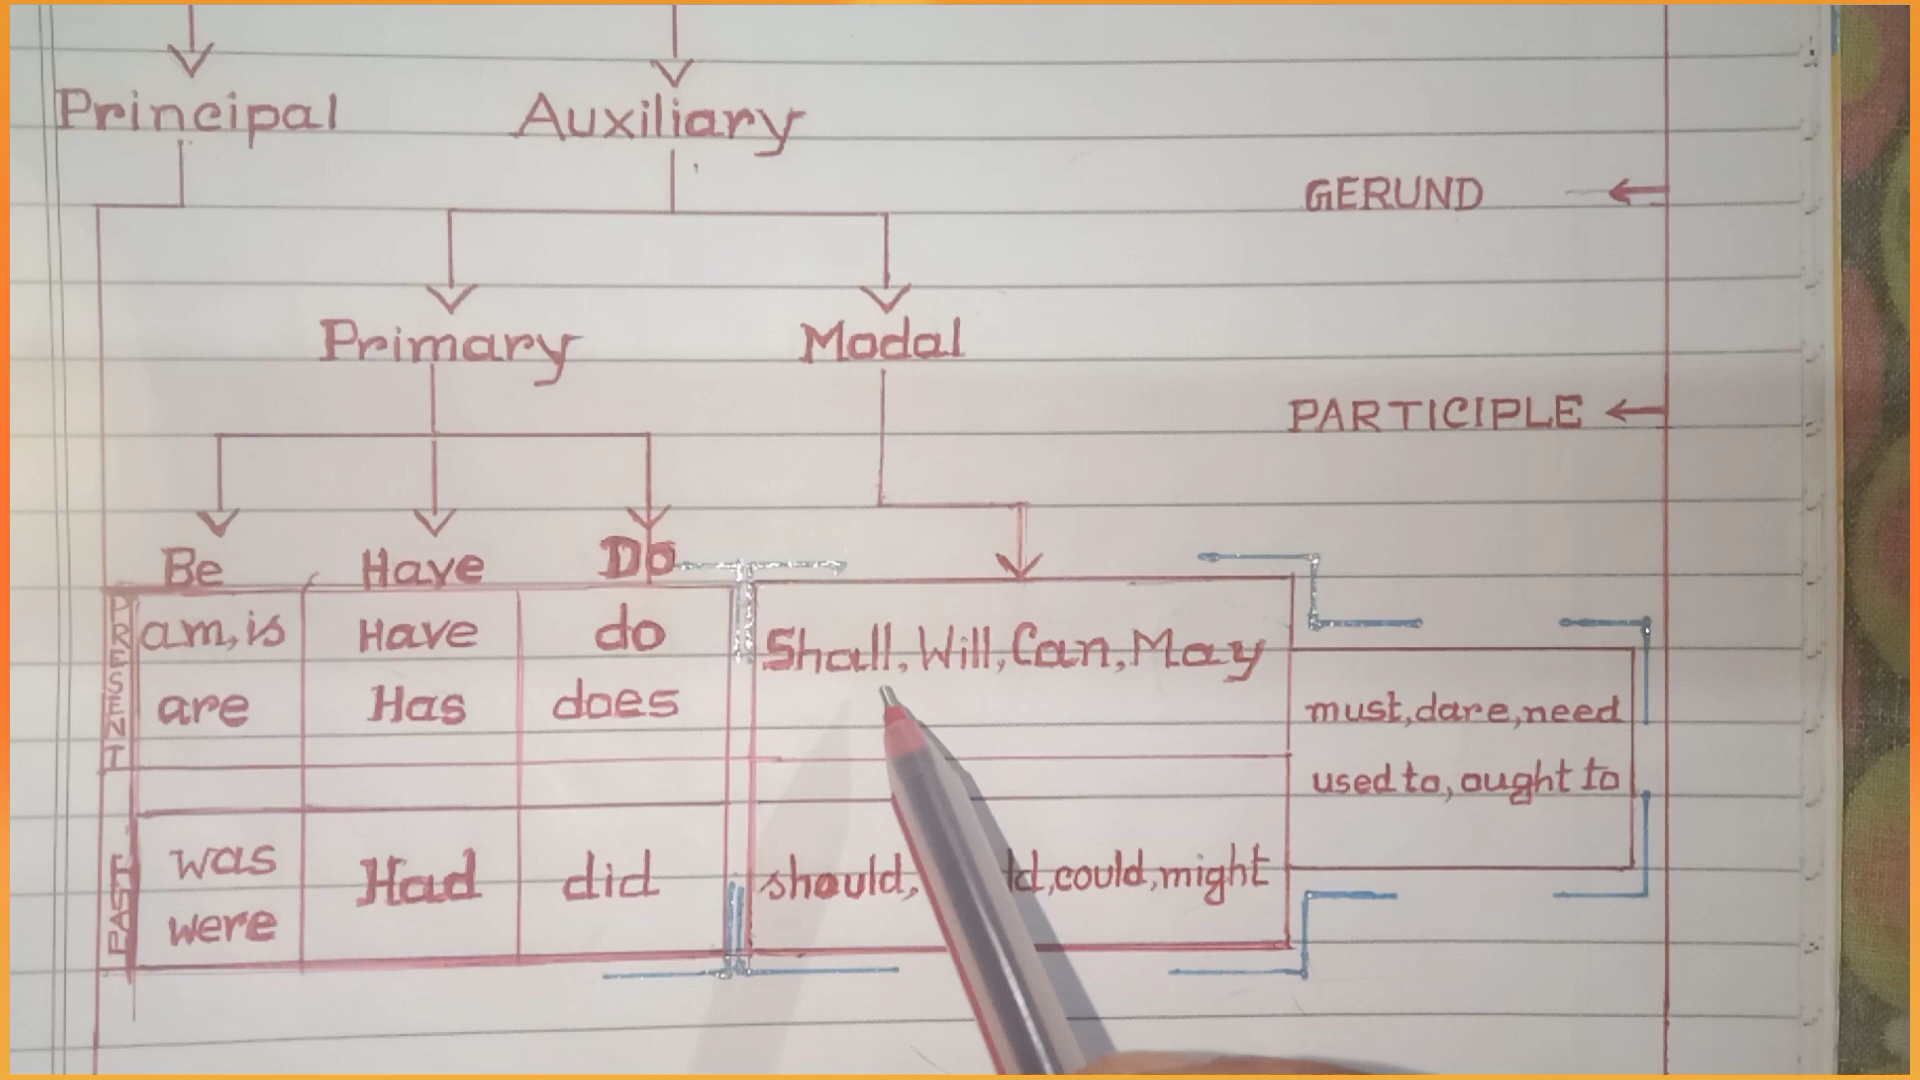 Principal Auxiliary
GERUND
Primary Modal
PARTICIPLE
Be Have Do
PRESENT
am, is Have do
Shall, Will, Can, May
are Has does
must, dare, need
used to, ought to
PAST
was
Had did
should, could, might
were